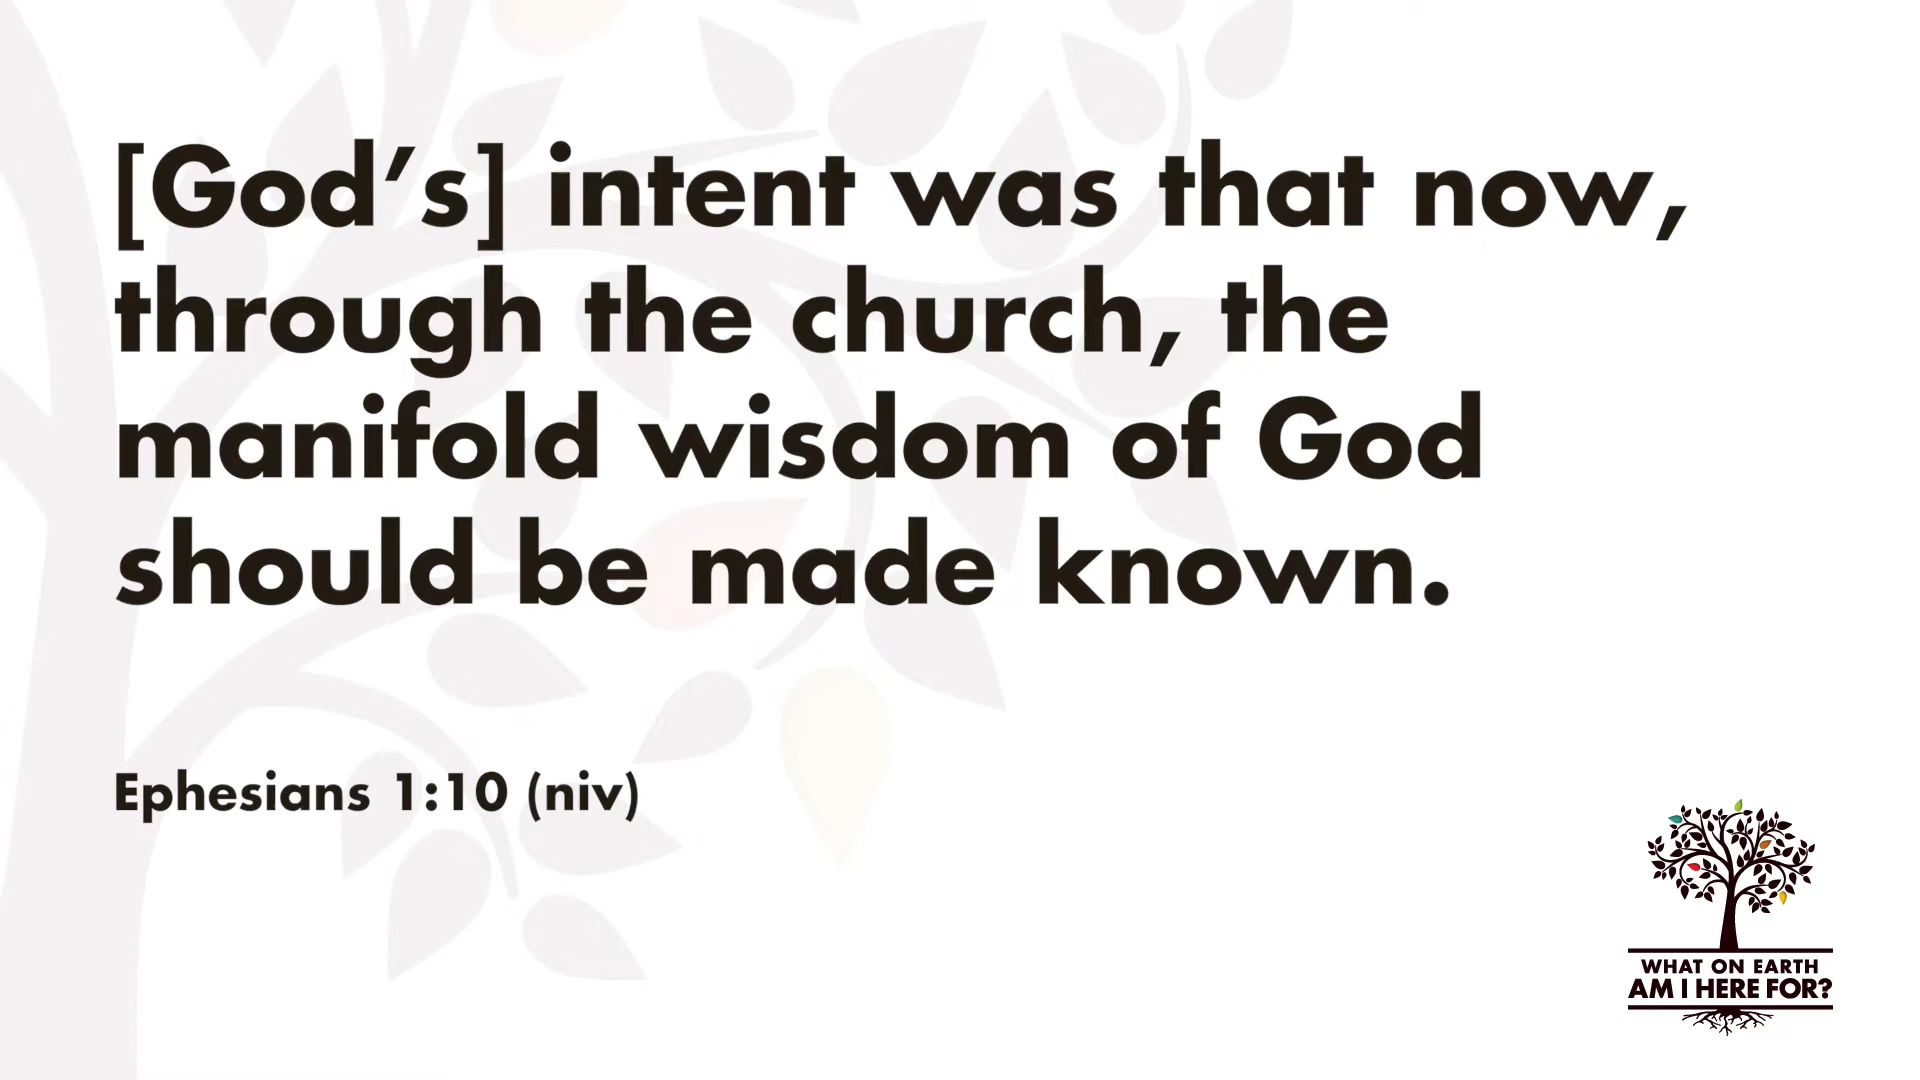 [God’s] intent was that now,
through the church, the
manifold wisdom of God
should be made known.
Ephesians 1:10 (niv)
WHAT ON EARTH
AM I HERE FOR?